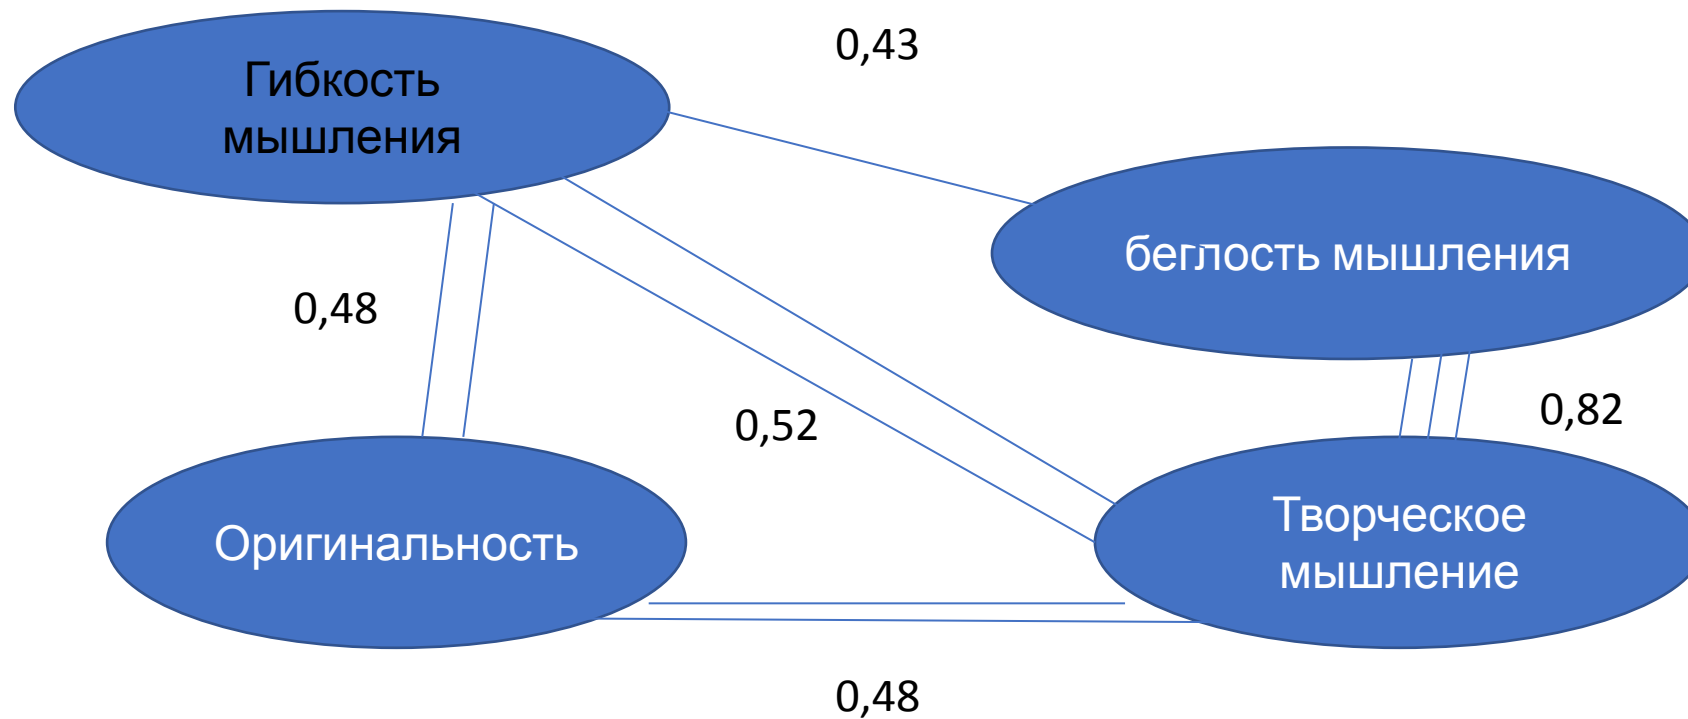 0,43
Гибкость
мышления
беглость мышления
0,48
0,52
0,82
Оригинальность
Творческое
мышление
0,48